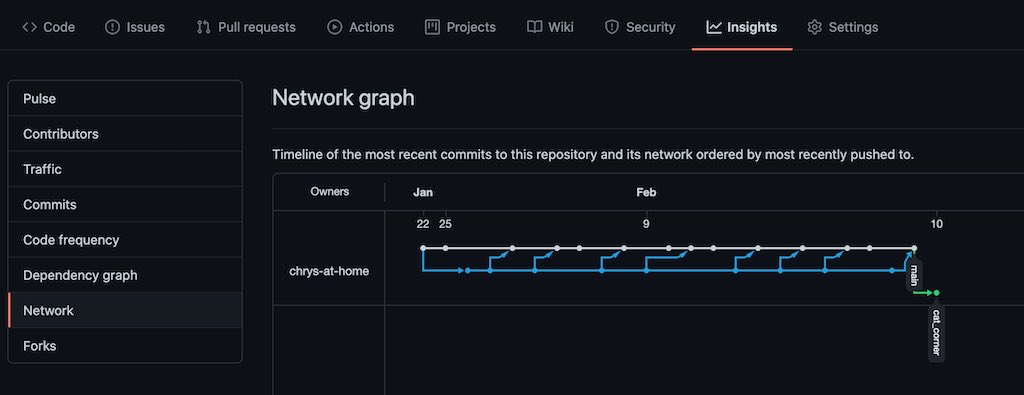 Code Issues Pull requests Actions Projects Wiki Security Insights Settings
Pulse
Contributors
Traffic
Commits
Code frequency
Dependency graph
Network
Forks
Network graph
Timeline of the most recent commits to this repository and its network ordered by most recently pushed to.
Owners Jan Feb
22 25 9 10
chrys-at-home
main
cat_corner